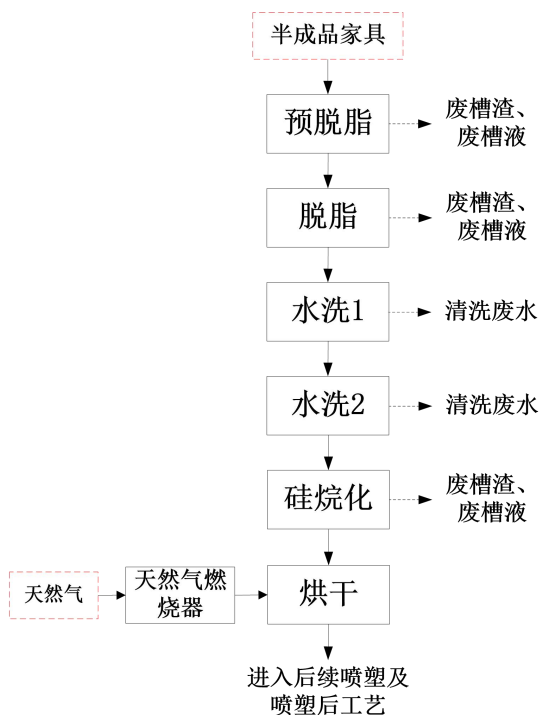 半成品家具
预脱脂
废槽渣、
废槽液
脱脂
废槽渣、
废槽液
水洗1
清洗废水
水洗2
清洗废水
硅烷化
废槽渣、
废槽液
天然气
天然气燃
烧器
烘干
进入后续喷塑及
喷塑后工艺